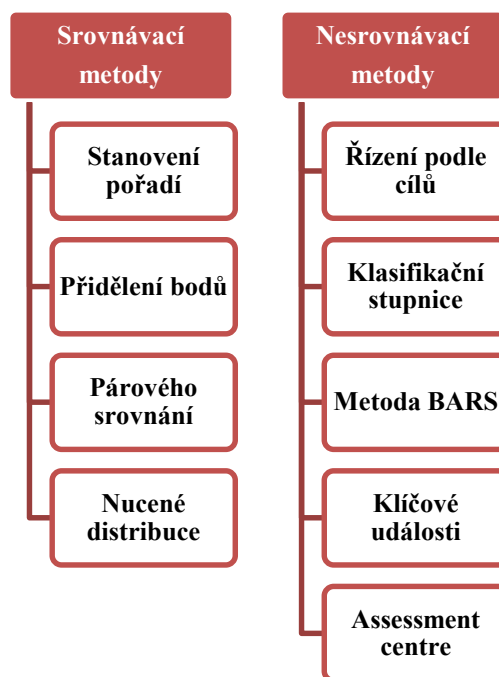 Srovnávací
metody
Stanovení
pořadí
Přidělení bodů
Párového
srovnání
Nucené
distribuce
Nesrovnávací
metody
Řízení podle
cílů
Klasifikační
stupnice
Metoda BARS
Klíčové
události
Assessment
centre